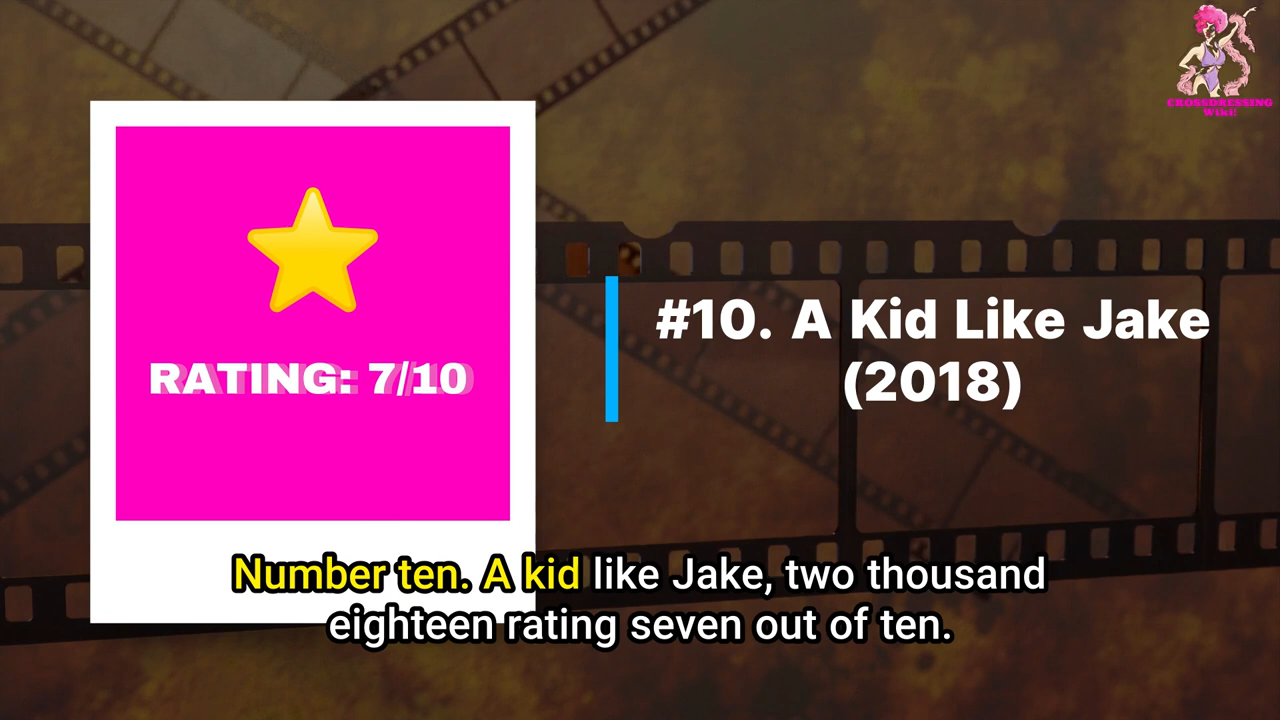 CROSSDRESSING
Wiki!
RATING: 7/10
#10. A Kid Like Jake
(2018)
Number ten. A kid like Jake, two thousand
eighteen rating seven out of ten.